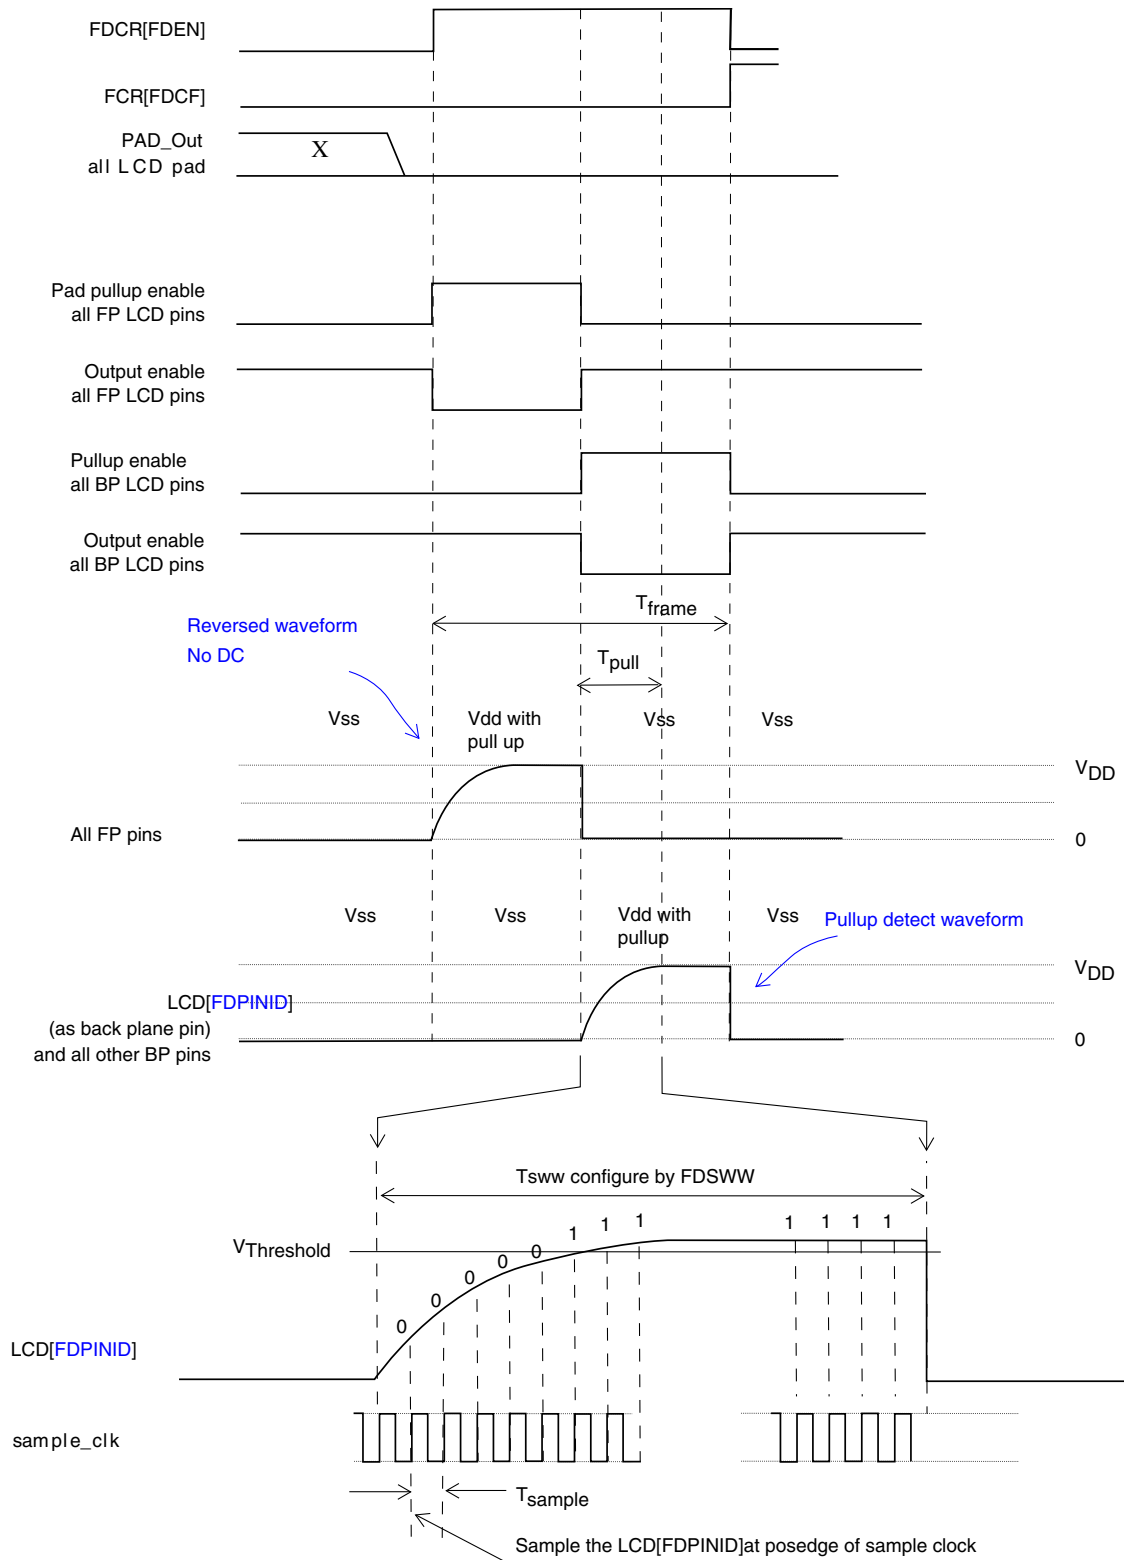 FDCR[FDEN]
FCR[FDCF]
PAD_Out
all LCD pad
X
Pad pullup enable
all FP LCD pins
Output enable
all FP LCD pins
Pullup enable
all BP LCD pins
Output enable
all BP LCD pins
Tframe
Reversed waveform
No DC
Tpull
Vss
Vdd with
pull up
Vss
Vss
VDD
All FP pins
0
Vss
Vss
Vdd with
pullup
Vss
Pullup detect waveform
VDD
LCD[FDPINID]
(as back plane pin)
and all other BP pins
0
Tsww configure by FDSWW
VThreshold
0 0 0 0 0 1 1 1 1 1 1 1
LCD[FDPINID]
sample_clk
Tsample
Sample the LCD[FDPINID]at posedge of sample clock